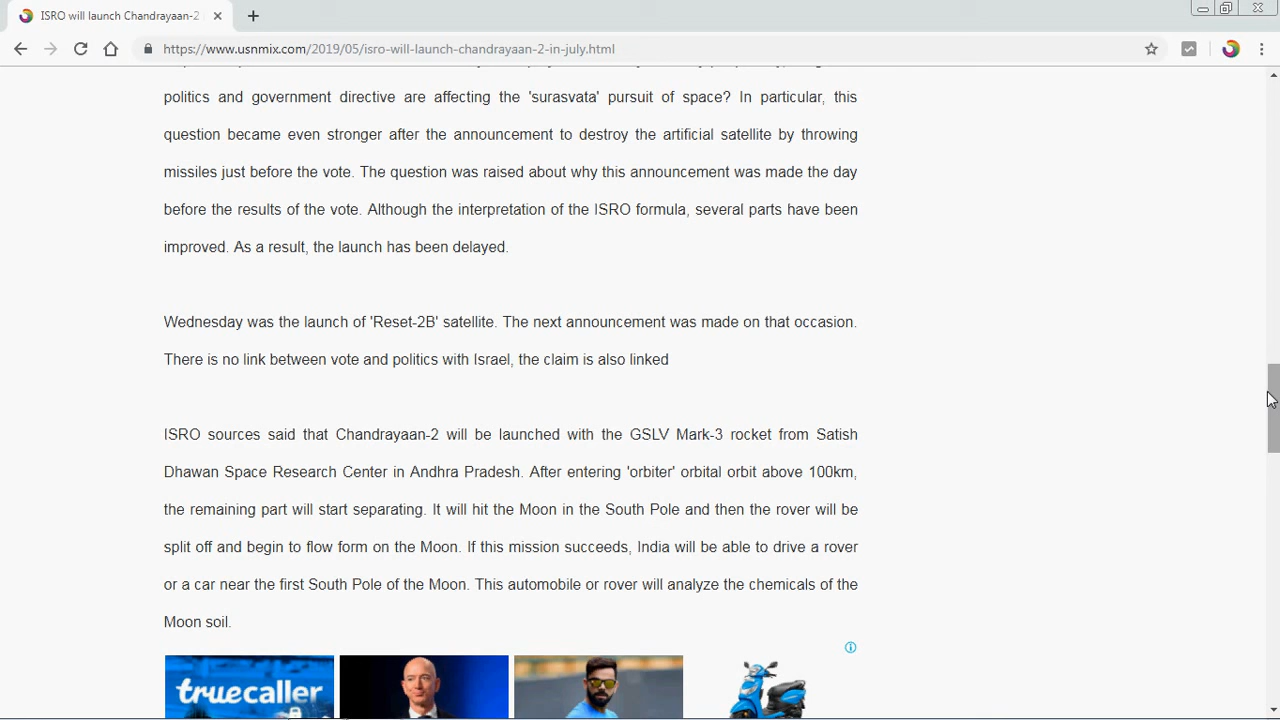 ISRO will launch Chandrayaan-2
https://www.usnmix.com/2019/05/isro-will-launch-chandrayaan-2-in-july.html
politics and government directive are affecting the 'surasvata' pursuit of space? In particular, this
question became even stronger after the announcement to destroy the artificial satellite by throwing
missiles just before the vote. The question was raised about why this announcement was made the day
before the results of the vote. Although the interpretation of the ISRO formula, several parts have been
improved. As a result, the launch has been delayed.
Wednesday was the launch of 'Reset-2B' satellite. The next announcement was made on that occasion.
There is no link between vote and politics with Israel, the claim is also linked
ISRO sources said that Chandrayaan-2 will be launched with the GSLV Mark-3 rocket from Satish
Dhawan Space Research Center in Andhra Pradesh. After entering 'orbiter' orbital orbit above 100km,
the remaining part will start separating. It will hit the Moon in the South Pole and then the rover will be
split off and begin to flow form on the Moon. If this mission succeeds, India will be able to drive a rover
or a car near the first South Pole of the Moon. This automobile or rover will analyze the chemicals of the
Moon soil.
truecaller